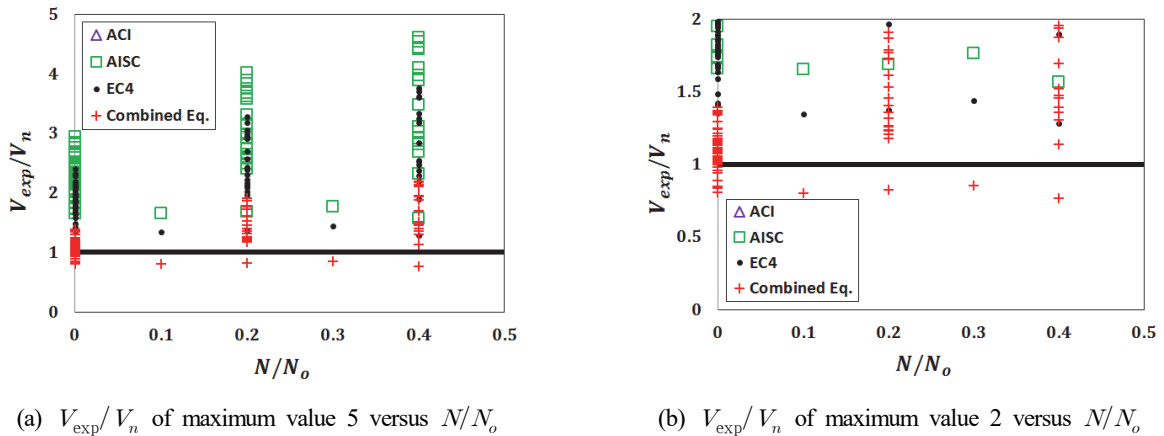 5
4
3
2
1
0
V_exp/V_n
ACI
AISC
EC4
Combined Eq.
0 0.1 0.2 0.3 0.4 0.5
N/N_o
(a) V_exp/V_n of maximum value 5 versus N/N_o
2
1.5
1
0.5
0
V_exp/V_n
ACI
AISC
EC4
Combined Eq.
0 0.1 0.2 0.3 0.4 0.5
N/N_o
(b) V_exp/V_n of maximum value 2 versus N/N_o